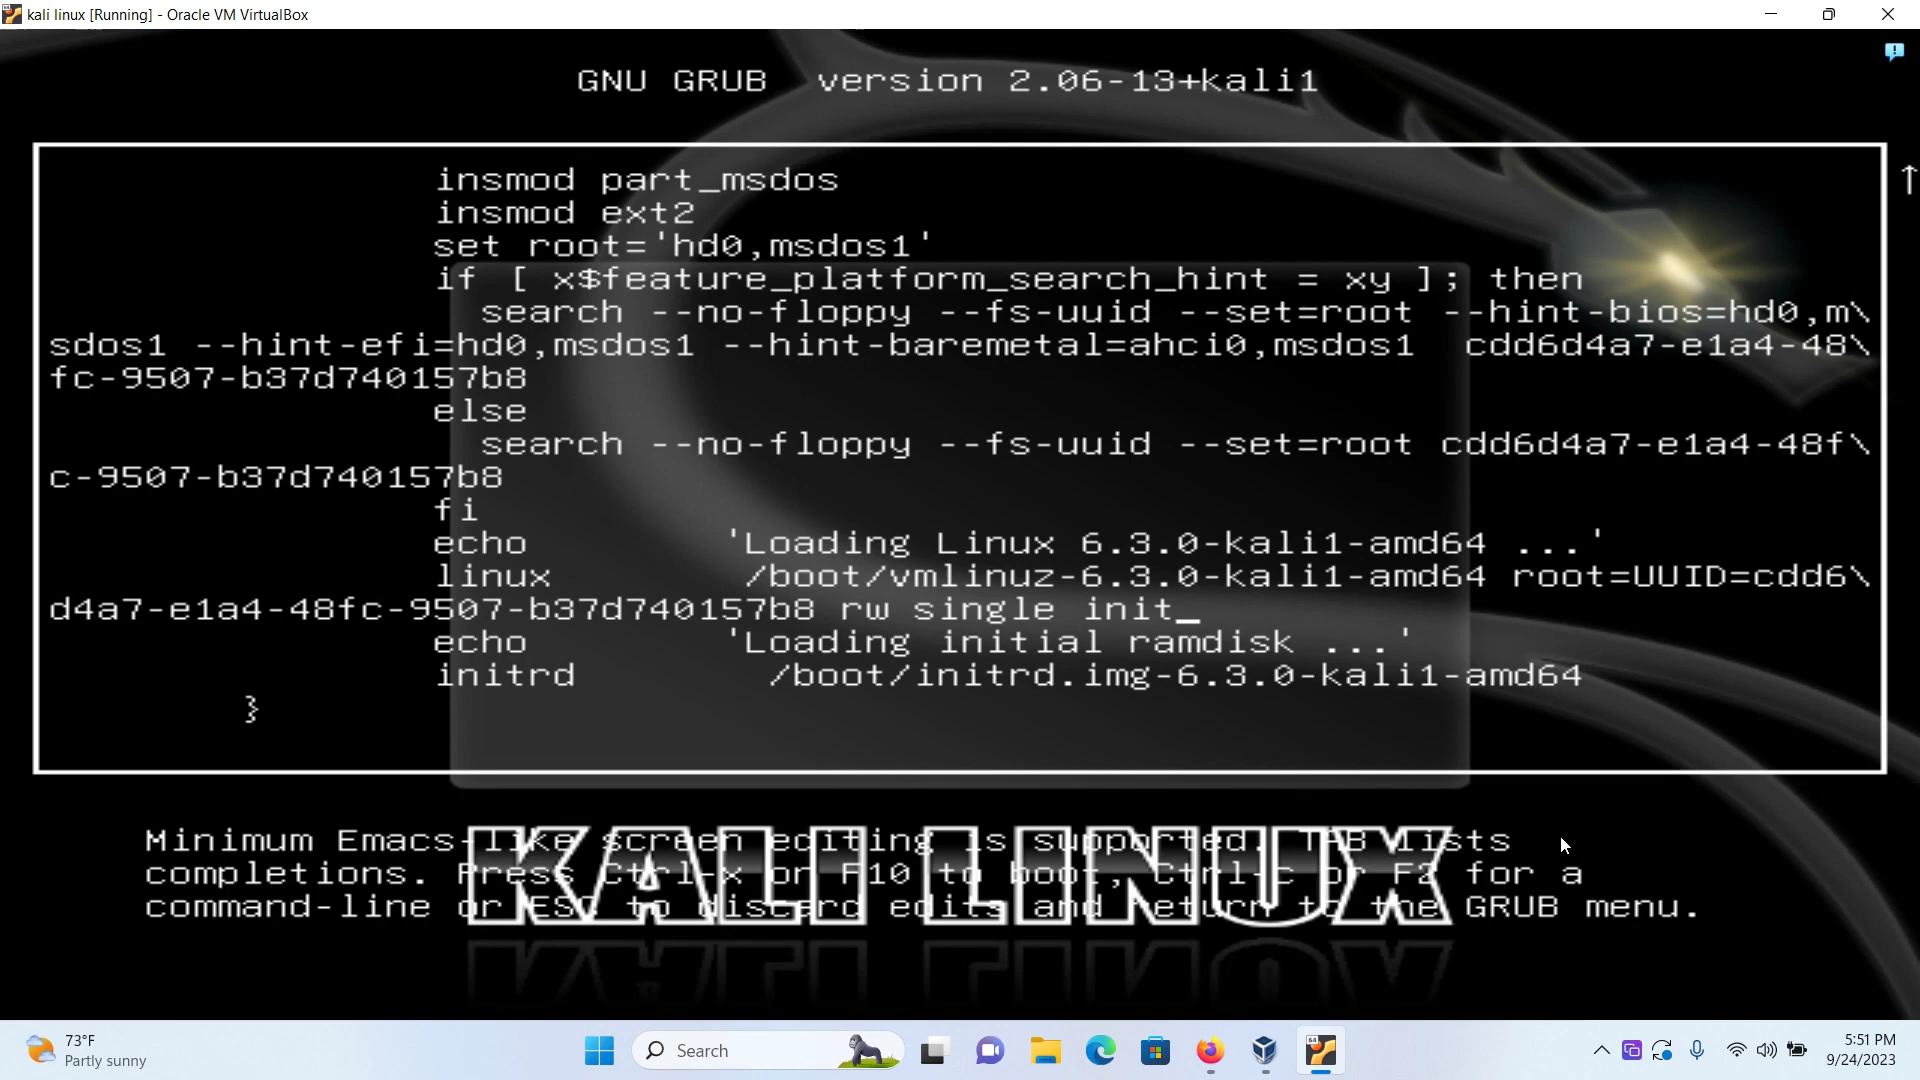 kali linux [Running] - Oracle VM VirtualBox
GNU GRUB  version 2.06-13+kali1
insmod part_msdos
insmod ext2
set root='hd0,msdos1'
if [ x$feature_platform_search_hint = xy ]; then
search --no-floppy --fs-uuid --set=root --hint-bios=hd0,m\
sdos1 --hint-efi=hd0,msdos1 --hint-baremetal=ahci0,msdos1  cdd6d4a7-e1a4-48\
fc-9507-b37d740157b8
else
search --no-floppy --fs-uuid --set=root cdd6d4a7-e1a4-48f\
c-9507-b37d740157b8
fi
echo 'Loading Linux 6.3.0-kali1-amd64 ...'
linux /boot/vmlinuz-6.3.0-kali1-amd64 root=UUID=cdd6\
d4a7-e1a4-48fc-9507-b37d740157b8 rw single init_
echo 'Loading initial ramdisk ...'
initrd /boot/initrd.img-6.3.0-kali1-amd64
}
Minimum Emacs-like screen editing is supported. TAB lists
completions. Press Ctrl-x or F10 to boot, Ctrl-c or F2 for a
command-line or ESC to discard edits and return to the GRUB menu.
KALI LINUX
73°F
Partly sunny
Search
64
5:51 PM
9/24/2023